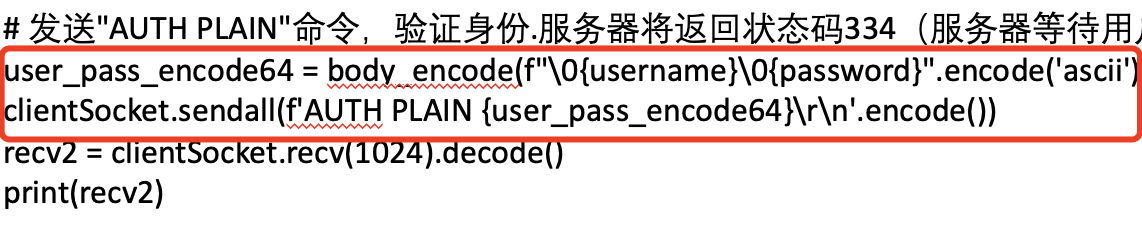 # 发送"AUTH PLAIN"命令，验证身份.服务器将返回状态码334（服务器等待用
user_pass_encode64 = body_encode(f"\0{username}\0{password}".encode('ascii')
clientSocket.sendall(f'AUTH PLAIN {user_pass_encode64}\r\n'.encode())
recv2 = clientSocket.recv(1024).decode()
print(recv2)